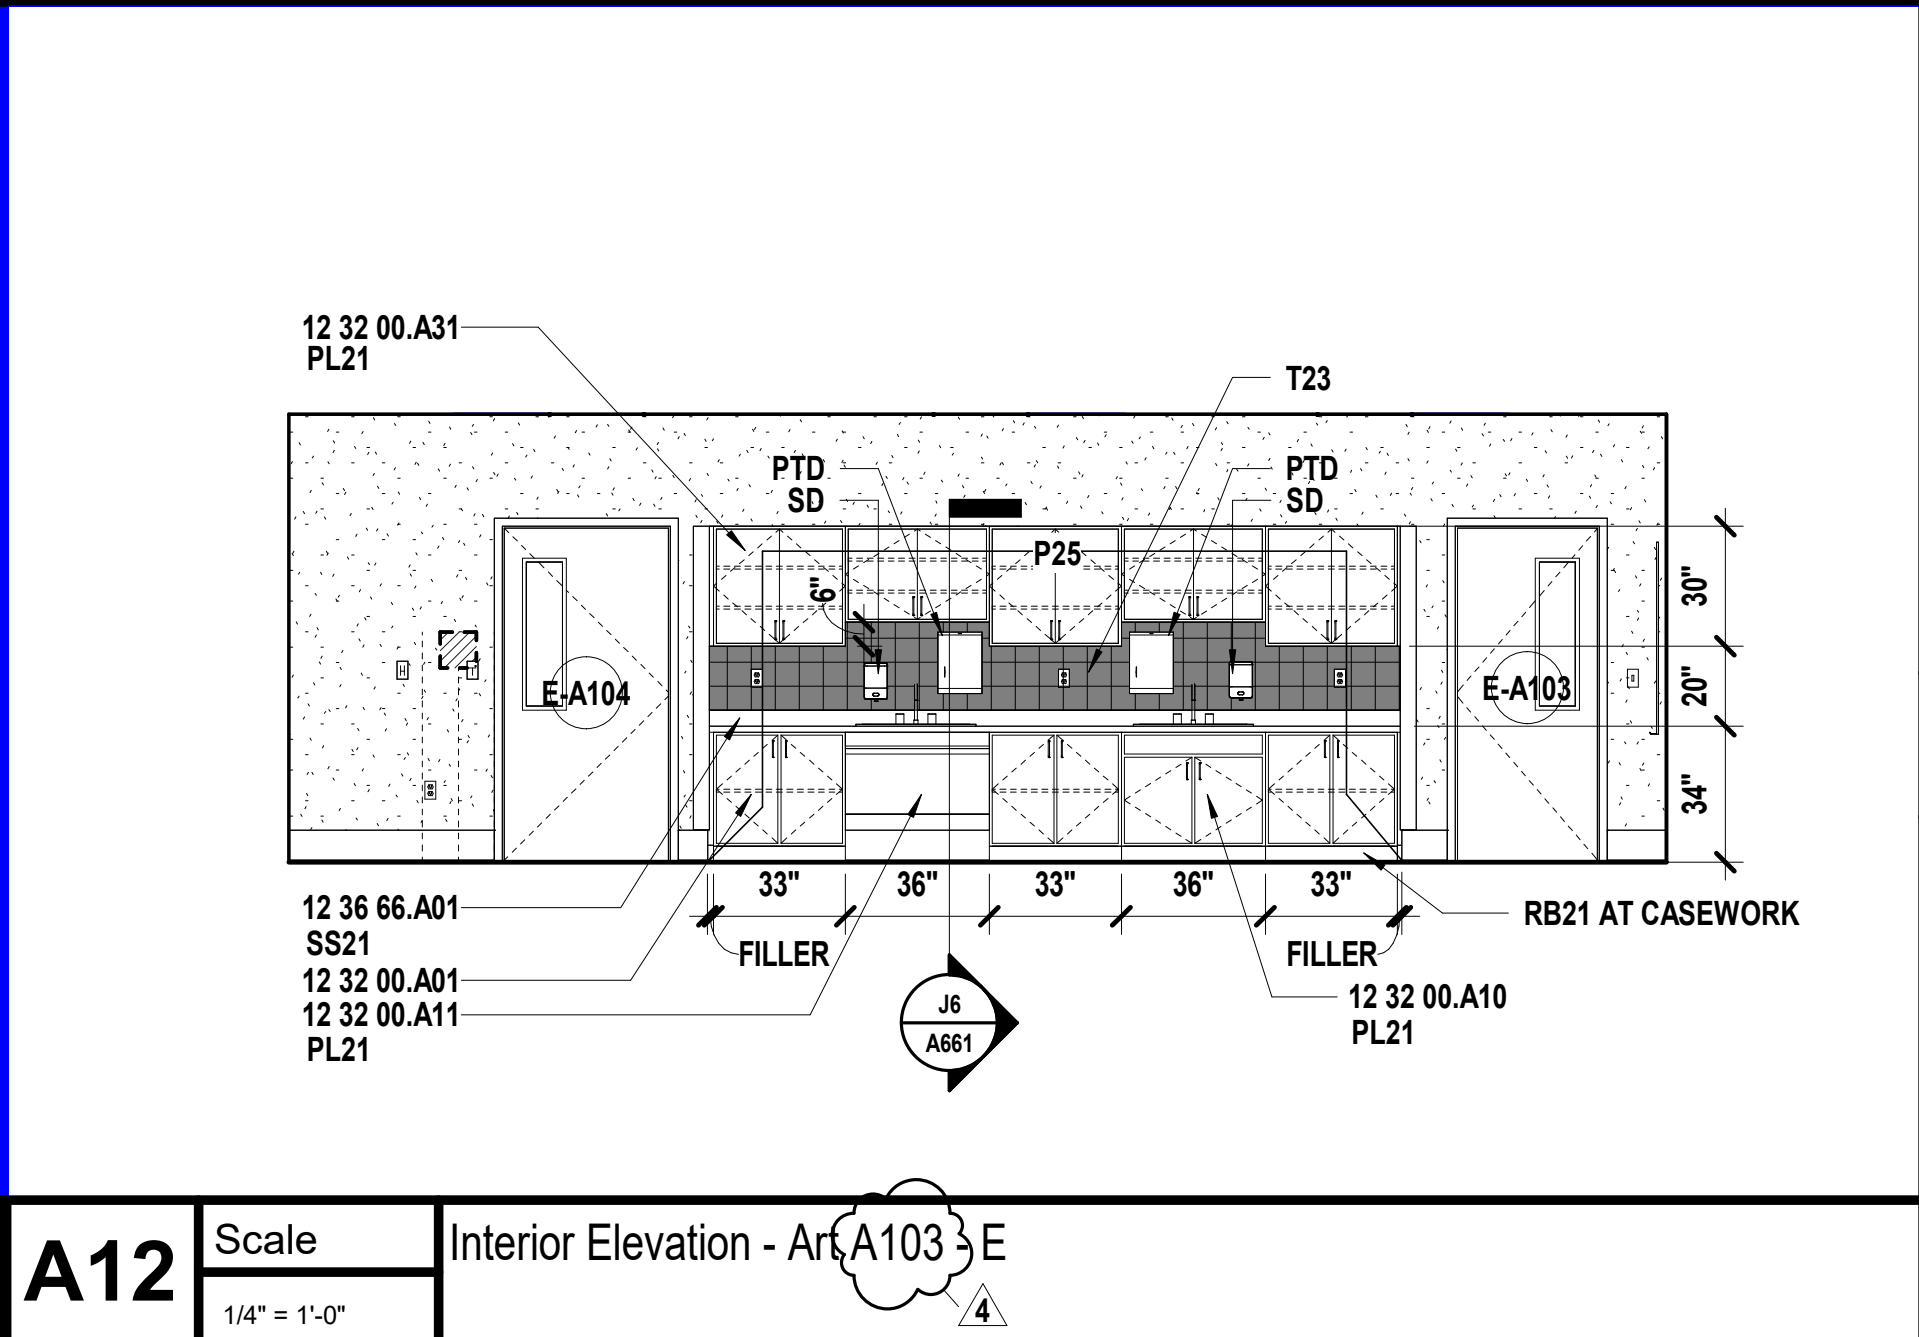 12 32 00.A31
PL21
T23
PTD
SD
PTD
SD
P25
6"
30"
E-A104
E-A103
20"
34"
33"
36"
33"
36"
33"
12 36 66.A01
SS21
12 32 00.A01
12 32 00.A11
PL21
FILLER
FILLER
RB21 AT CASEWORK
12 32 00.A10
PL21
J6
A661
A12
Scale
1/4" = 1'-0"
Interior Elevation - Art A103 - E
4